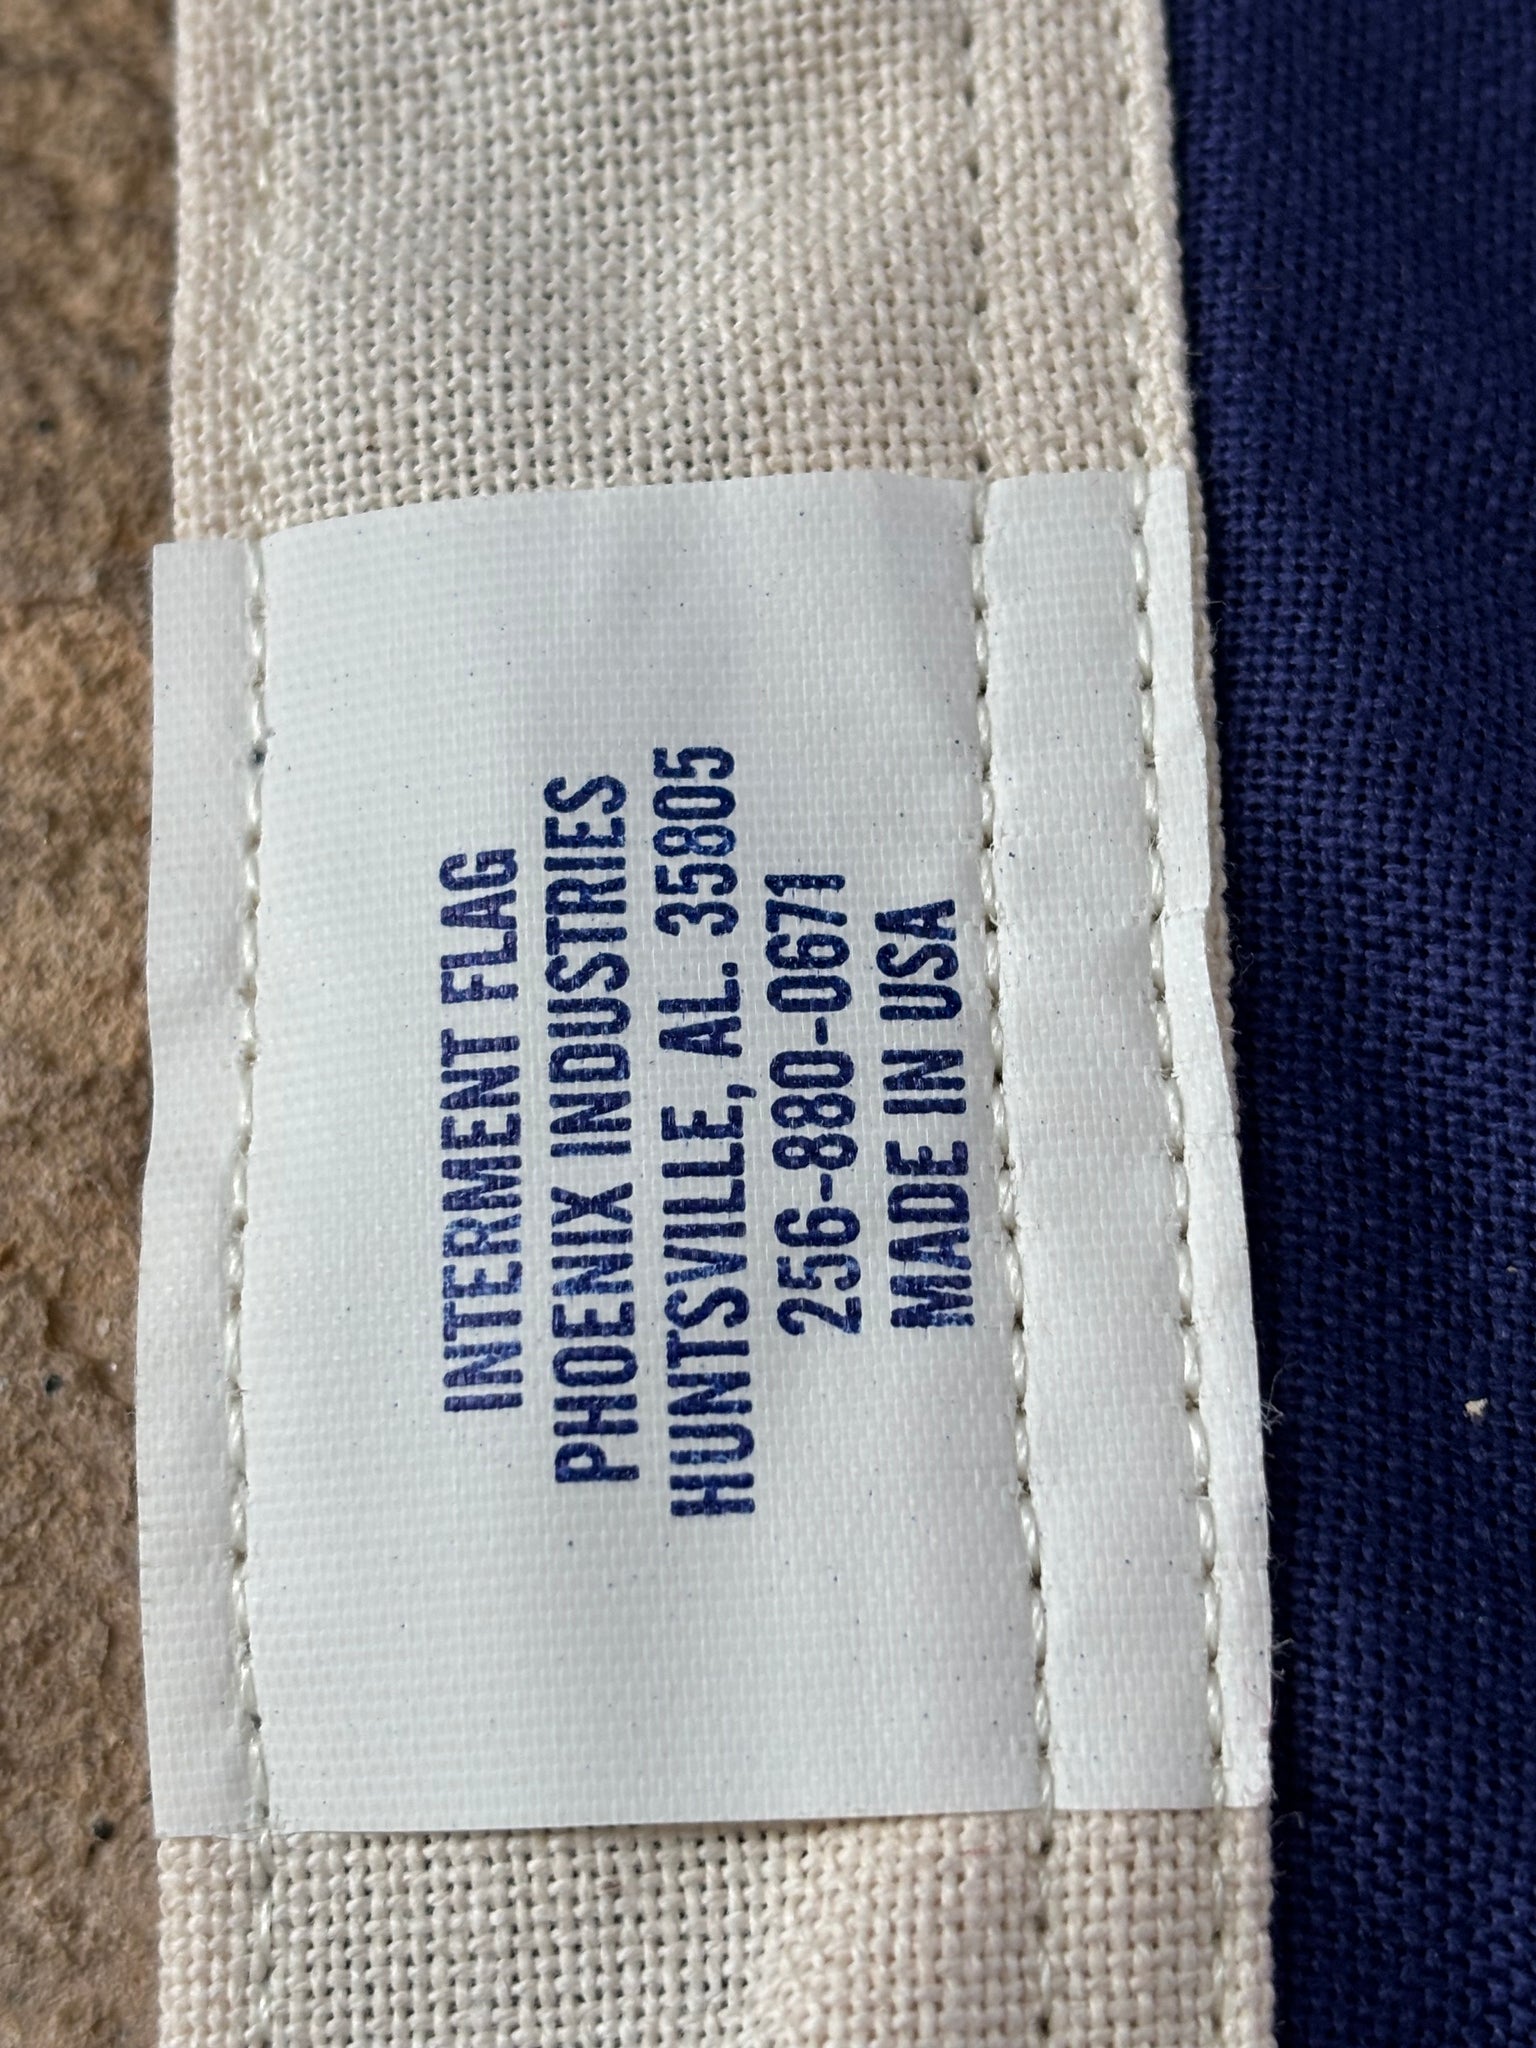 INTERMENT FLAG
PHOENIX INDUSTRIES
HUNTSVILLE, AL. 35805
256-880-0671
MADE IN USA